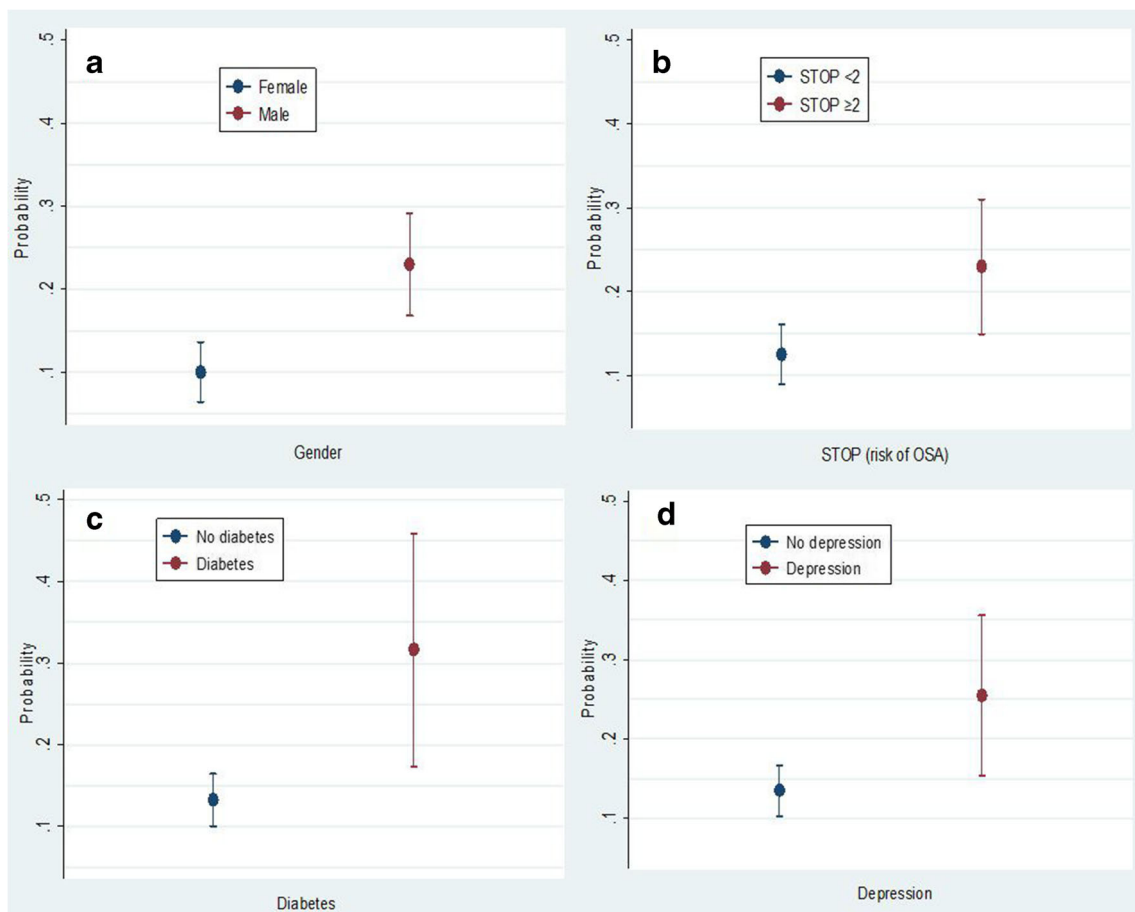 a
Female
Male
.5
.4
.3
.2
.1
Probability
Gender
b
STOP <2
STOP ≥2
.5
.4
.3
.2
.1
Probability
STOP (risk of OSA)
c
No diabetes
Diabetes
.5
.4
.3
.2
.1
Probability
Diabetes
d
No depression
Depression
.5
.4
.3
.2
.1
Probability
Depression